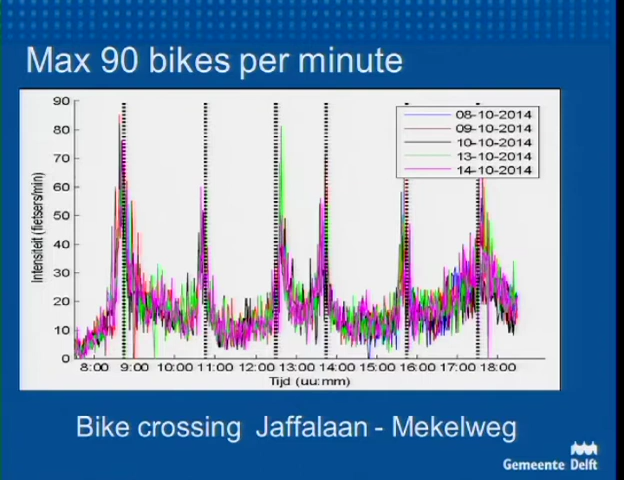 Max 90 bikes per minute
90
80
70
60
50
40
30
20
10
0
Intensiteit (fietsers/min)
08-10-2014
09-10-2014
10-10-2014
13-10-2014
14-10-2014
8:00 9:00 10:00 11:00 12:00 13:00 14:00 15:00 16:00 17:00 18:00
Tijd (uu:mm)
Bike crossing Jaffalaan - Mekelweg
Gemeente Delft